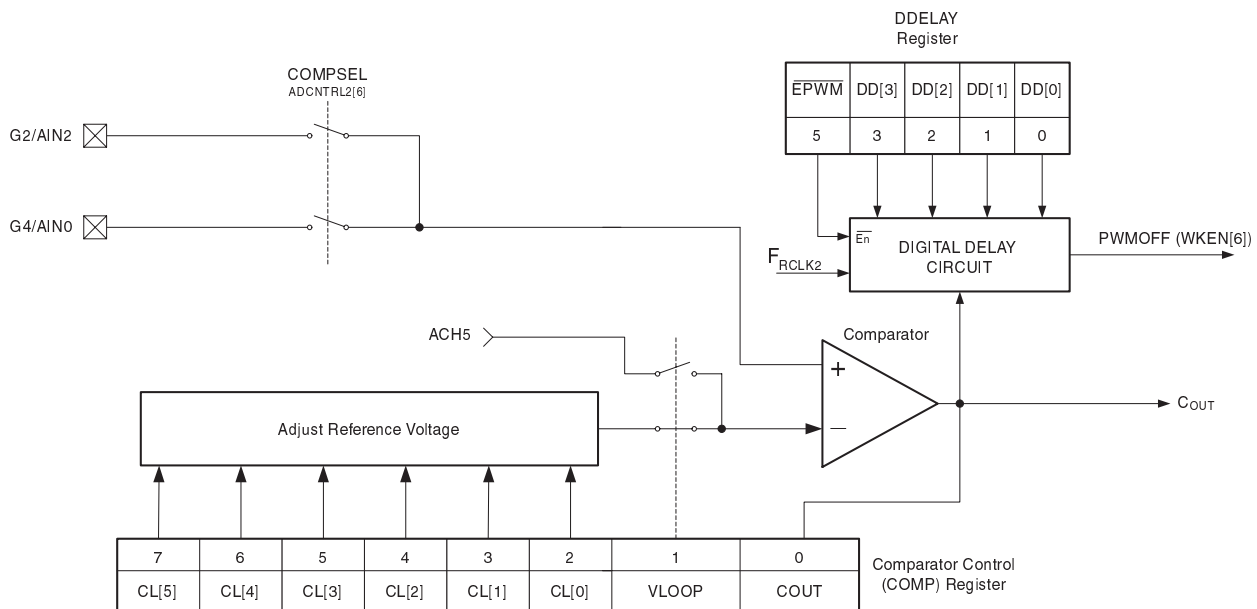 DDELAY
Register
COMPSEL
ADCNTRL2[6]
EPWM DD[3] DD[2] DD[1] DD[0]
5 3 2 1 0
G2/AIN2
G4/AIN0
En
DIGITAL DELAY
CIRCUIT
PWMOFF (WKEN[6])
FRCLK2
ACH5
Comparator
+
−
COUT
Adjust Reference Voltage
7 6 5 4 3 2 1 0
CL[5] CL[4] CL[3] CL[2] CL[1] CL[0] VLOOP COUT
Comparator Control
(COMP) Register